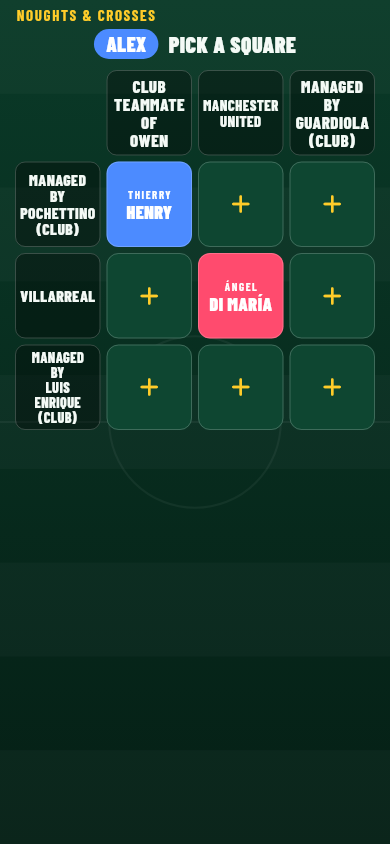 NOUGHTS & CROSSES
ALEX PICK A SQUARE
CLUB
TEAMMATE
OF
OWEN
MANCHESTER
UNITED
MANAGED
BY
GUARDIOLA
(CLUB)
MANAGED
BY
POCHETTINO
(CLUB)
THIERRY
HENRY
+
+
VILLARREAL
+
ÁNGEL
DI MARÍA
+
MANAGED
BY
LUIS
ENRIQUE
(CLUB)
+
+
+